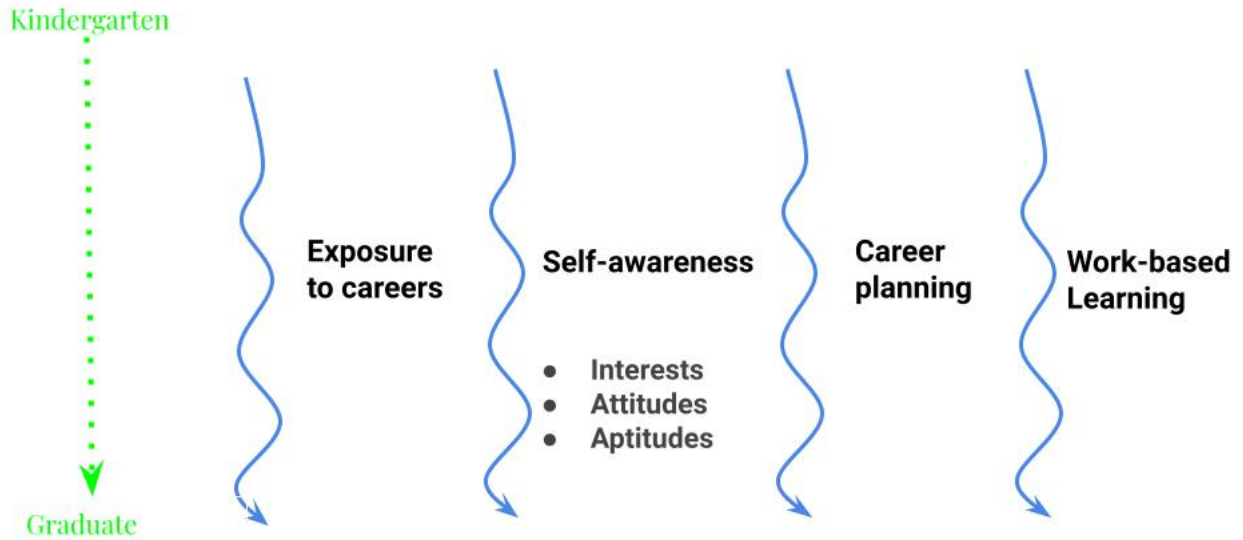 Kindergarten
Exposure
to careers
Self-awareness
● Interests
● Attitudes
● Aptitudes
Career
planning
Work-based
Learning
Graduate